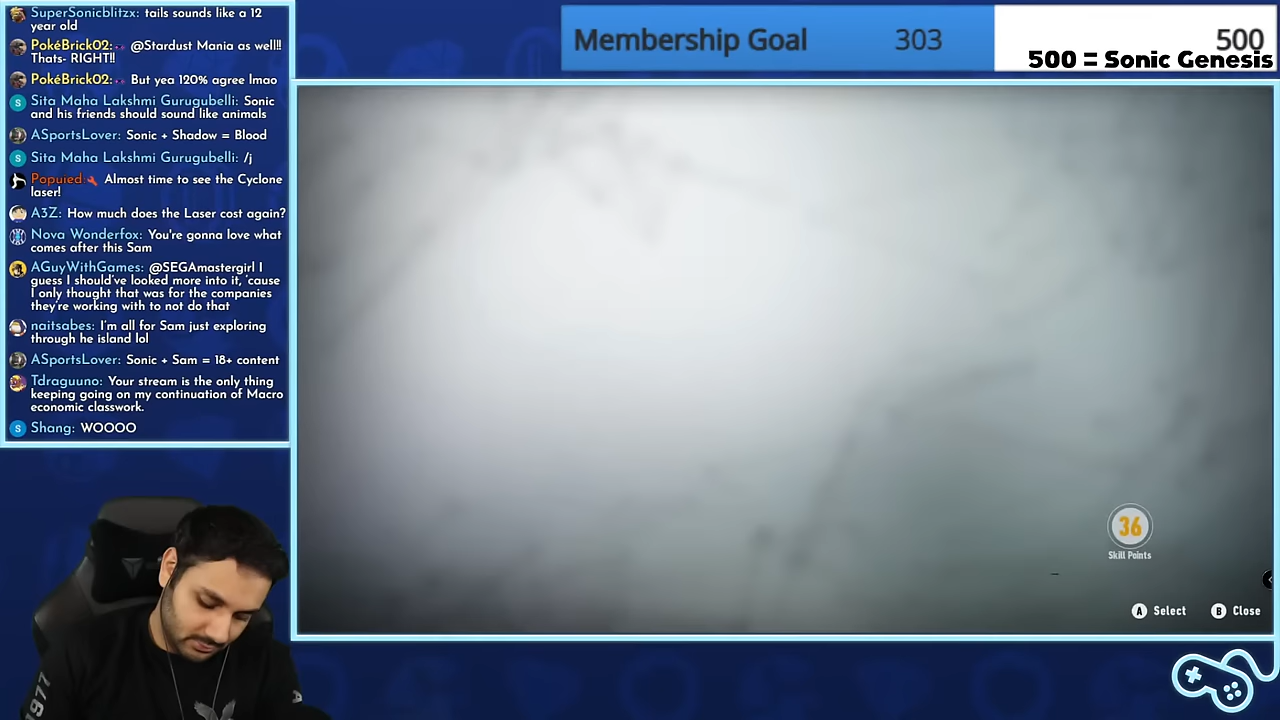 SuperSonicblitzx: tails sounds like a 12
year old
PokéBrick02: @Stardust Mania as well!!
Thats- RIGHT!!
PokéBrick02: But yea 120% agree lmao
S Sita Maha Lakshmi Gurugubelli: Sonic
and his friends should sound like animals
ASportsLover: Sonic + Shadow = Blood
S Sita Maha Lakshmi Gurugubelli: /j
Popuied: Almost time to see the Cyclone
laser!
A3Z: How much does the Laser cost again?
Nova Wonderfox: You're gonna love what
comes after this Sam
AGuyWithGames: @SEGAmastergirl I
guess I should've looked more into it, 'cause
I only thought that was for the companies
they're working with to not do that
naitsabes: I'm all for Sam just exploring
through he island lol
ASportsLover: Sonic + Sam = 18+ content
Tdraguuno: Your stream is the only thing
keeping going on my continuation of Macro
economic classwork.
S Shang: WOOOO
Membership Goal 303 500
500 = Sonic Genesis
36
Skill Points
A Select B Close
1977